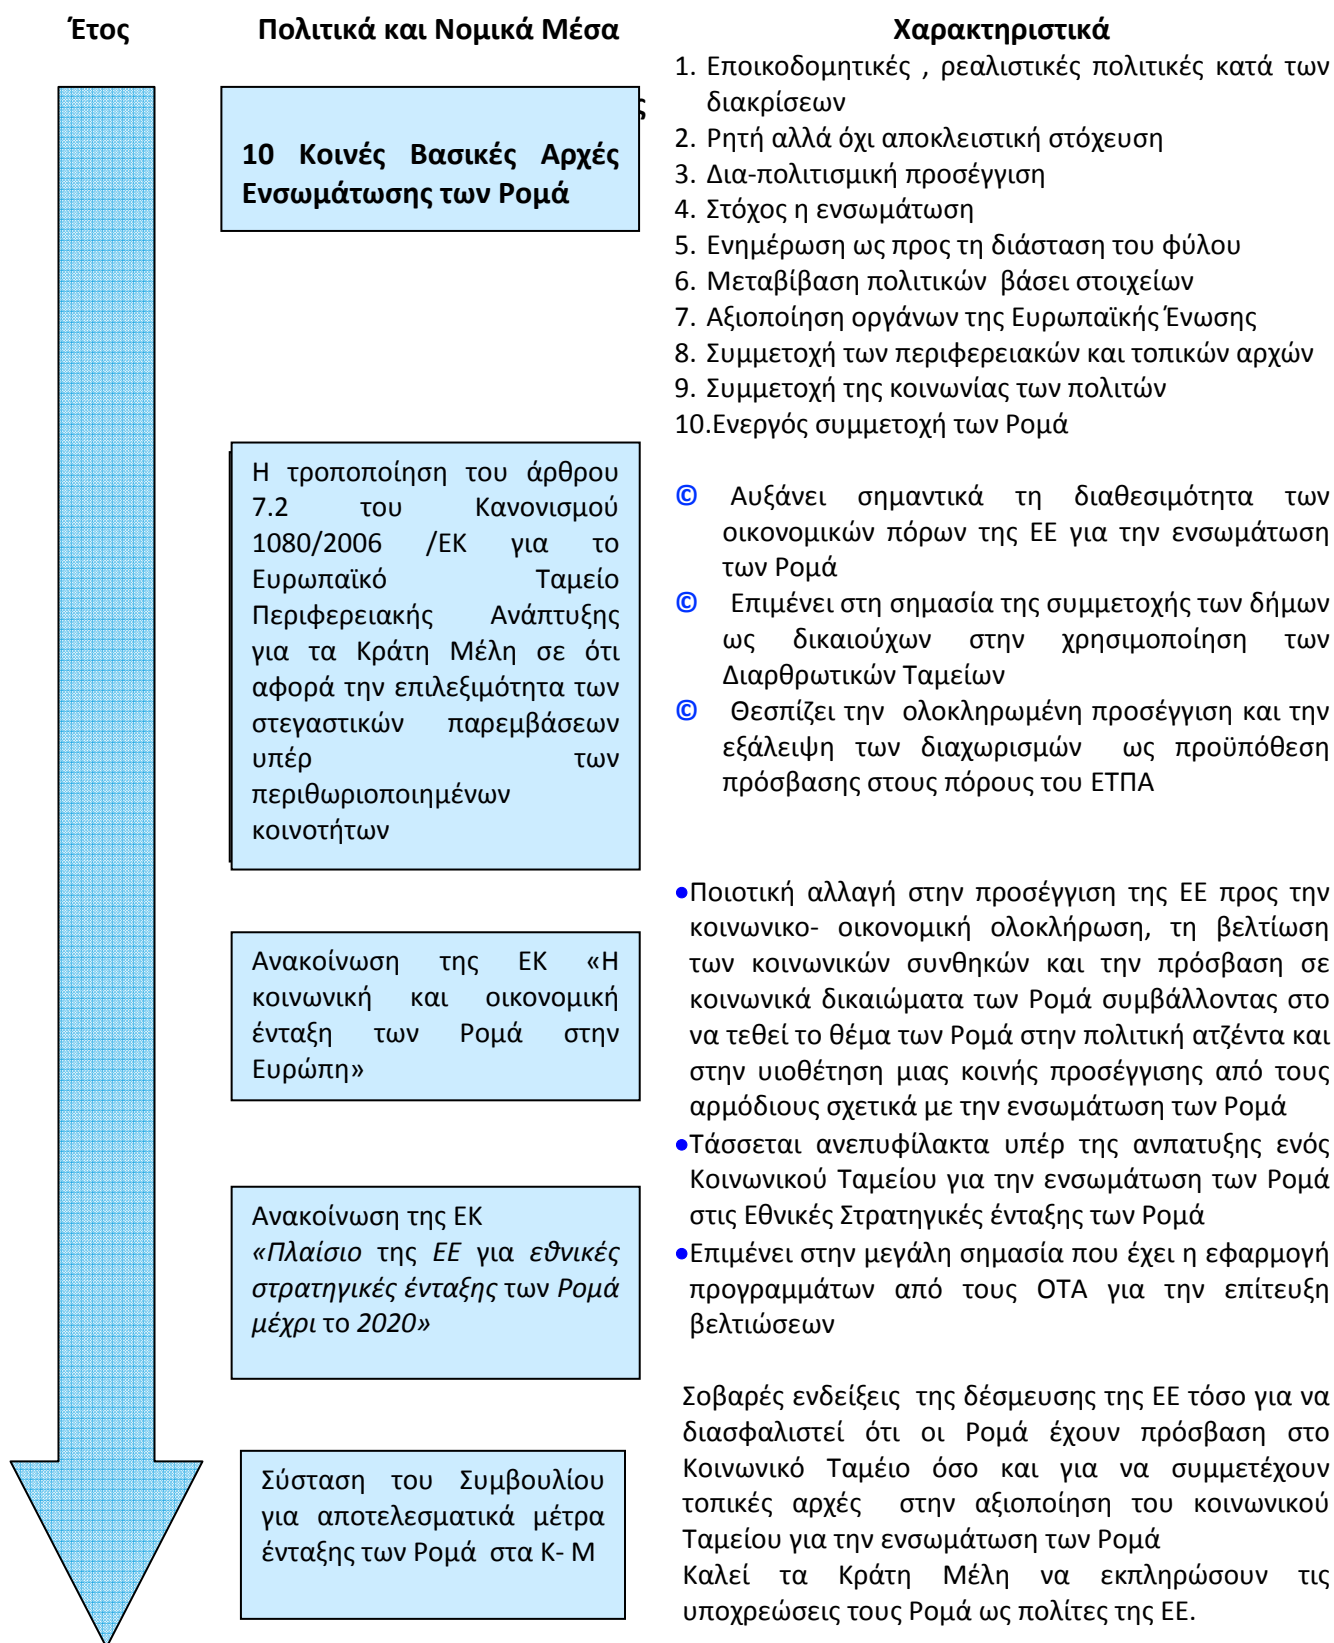 Έτος
Πολιτικά και Νομικά Μέσα
Χαρακτηριστικά
10 Κοινές Βασικές Αρχές
Ενσωμάτωσης των Ρομά
1. Εποικοδομητικές , ρεαλιστικές πολιτικές κατά των
διακρίσεων
2. Ρητή αλλά όχι αποκλειστική στόχευση
3. Δια-πολιτισμική προσέγγιση
4. Στόχος η ενσωμάτωση
5. Ενημέρωση ως προς τη διάσταση του φύλου
6. Μεταβίβαση πολιτικών βάσει στοιχείων
7. Αξιοποίηση οργάνων της Ευρωπαϊκής Ένωσης
8. Συμμετοχή των περιφερειακών και τοπικών αρχών
9. Συμμετοχή της κοινωνίας των πολιτών
10.Ενεργός συμμετοχή των Ρομά
Η τροποποίηση του άρθρου
7.2 του Κανονισμού
1080/2006 /ΕΚ για το
Ευρωπαϊκό Ταμείο
Περιφερειακής Ανάπτυξης
για τα Κράτη Μέλη σε ότι
αφορά την επιλεξιμότητα των
στεγαστικών παρεμβάσεων
υπέρ των
περιθωριοποιημένων
κοινοτήτων
© Αυξάνει σημαντικά τη διαθεσιμότητα των
οικονομικών πόρων της ΕΕ για την ενσωμάτωση
των Ρομά
© Επιμένει στη σημασία της συμμετοχής των δήμων
ως δικαιούχων στην χρησιμοποίηση των
Διαρθρωτικών Ταμείων
© Θεσπίζει την ολοκληρωμένη προσέγγιση και την
εξάλειψη των διαχωρισμών ως προϋπόθεση
πρόσβασης στους πόρους του ΕΤΠΑ
Ανακοίνωση της ΕΚ «Η
κοινωνική και οικονομική
ένταξη των Ρομά στην
Ευρώπη»
•Ποιοτική αλλαγή στην προσέγγιση της ΕΕ προς την
κοινωνικο- οικονομική ολοκλήρωση, τη βελτίωση
των κοινωνικών συνθηκών και την πρόσβαση σε
κοινωνικά δικαιώματα των Ρομά συμβάλλοντας στο
να τεθεί το θέμα των Ρομά στην πολιτική ατζέντα και
στην υιοθέτηση μιας κοινής προσέγγισης από τους
αρμόδιους σχετικά με την ενσωμάτωση των Ρομά
•Τάσσεται ανεπυφίλακτα υπέρ της ανπατυξης ενός
Κοινωνικού Ταμείου για την ενσωμάτωση των Ρομά
στις Εθνικές Στρατηγικές ένταξης των Ρομά
•Επιμένει στην μεγάλη σημασία που έχει η εφαρμογή
προγραμμάτων από τους ΟΤΑ για την επίτευξη
βελτιώσεων
Ανακοίνωση της ΕΚ
«Πλαίσιο της ΕΕ για εθνικές
στρατηγικές ένταξης των Ρομά
μέχρι το 2020»
Σύσταση του Συμβουλίου
για αποτελεσματικά μέτρα
ένταξης των Ρομά στα Κ- Μ
Σοβαρές ενδείξεις της δέσμευσης της ΕΕ τόσο για να
διασφαλιστεί ότι οι Ρομά έχουν πρόσβαση στο
Κοινωνικό Ταμέιο όσο και για να συμμετέχουν
τοπικές αρχές στην αξιοποίηση του κοινωνικού
Ταμείου για την ενσωμάτωση των Ρομά
Καλεί τα Κράτη Μέλη να εκπληρώσουν τις
υποχρεώσεις τους Ρομά ως πολίτες της ΕΕ.